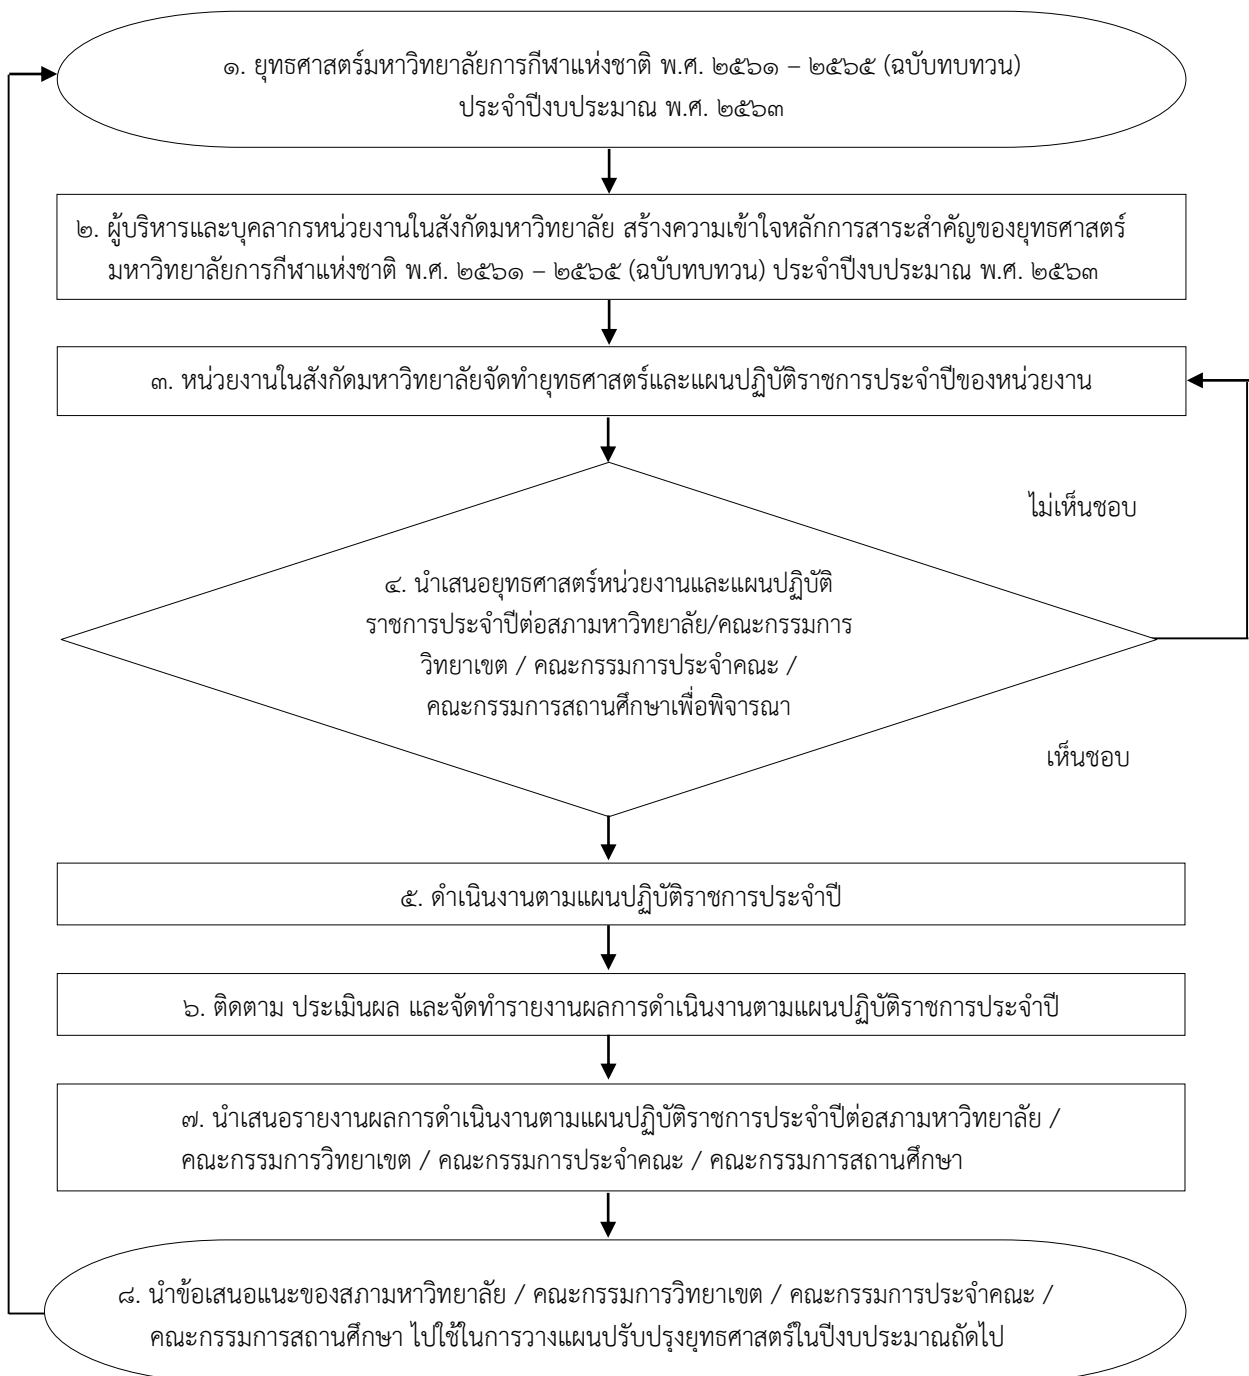 ๑. ยุทธศาสตร์มหาวิทยาลัยการกีฬาแห่งชาติ พ.ศ. ๒๕๖๑ – ๒๕๖๕ (ฉบับทบทวน)
ประจำปีงบประมาณ พ.ศ. ๒๕๖๓
๒. ผู้บริหารและบุคลากรหน่วยงานในสังกัดมหาวิทยาลัย สร้างความเข้าใจหลักการสาระสำคัญของยุทธศาสตร์
มหาวิทยาลัยการกีฬาแห่งชาติ พ.ศ. ๒๕๖๑ – ๒๕๖๕ (ฉบับทบทวน) ประจำปีงบประมาณ พ.ศ. ๒๕๖๓
๓. หน่วยงานในสังกัดมหาวิทยาลัยจัดทำยุทธศาสตร์และแผนปฏิบัติราชการประจำปีของหน่วยงาน
ไม่เห็นชอบ
๔. นำเสนอยุทธศาสตร์หน่วยงานและแผนปฏิบัติ
ราชการประจำปีต่อสภามหาวิทยาลัย/คณะกรรมการ
วิทยาเขต / คณะกรรมการประจำคณะ /
คณะกรรมการสถานศึกษาเพื่อพิจารณา
เห็นชอบ
๕. ดำเนินงานตามแผนปฏิบัติราชการประจำปี
๖. ติดตาม ประเมินผล และจัดทำรายงานผลการดำเนินงานตามแผนปฏิบัติราชการประจำปี
๗. นำเสนอรายงานผลการดำเนินงานตามแผนปฏิบัติราชการประจำปีต่อสภามหาวิทยาลัย /
คณะกรรมการวิทยาเขต / คณะกรรมการประจำคณะ / คณะกรรมการสถานศึกษา
๘. นำข้อเสนอแนะของสภามหาวิทยาลัย / คณะกรรมการวิทยาเขต / คณะกรรมการประจำคณะ /
คณะกรรมการสถานศึกษา ไปใช้ในการวางแผนปรับปรุงยุทธศาสตร์ในปีงบประมาณถัดไป